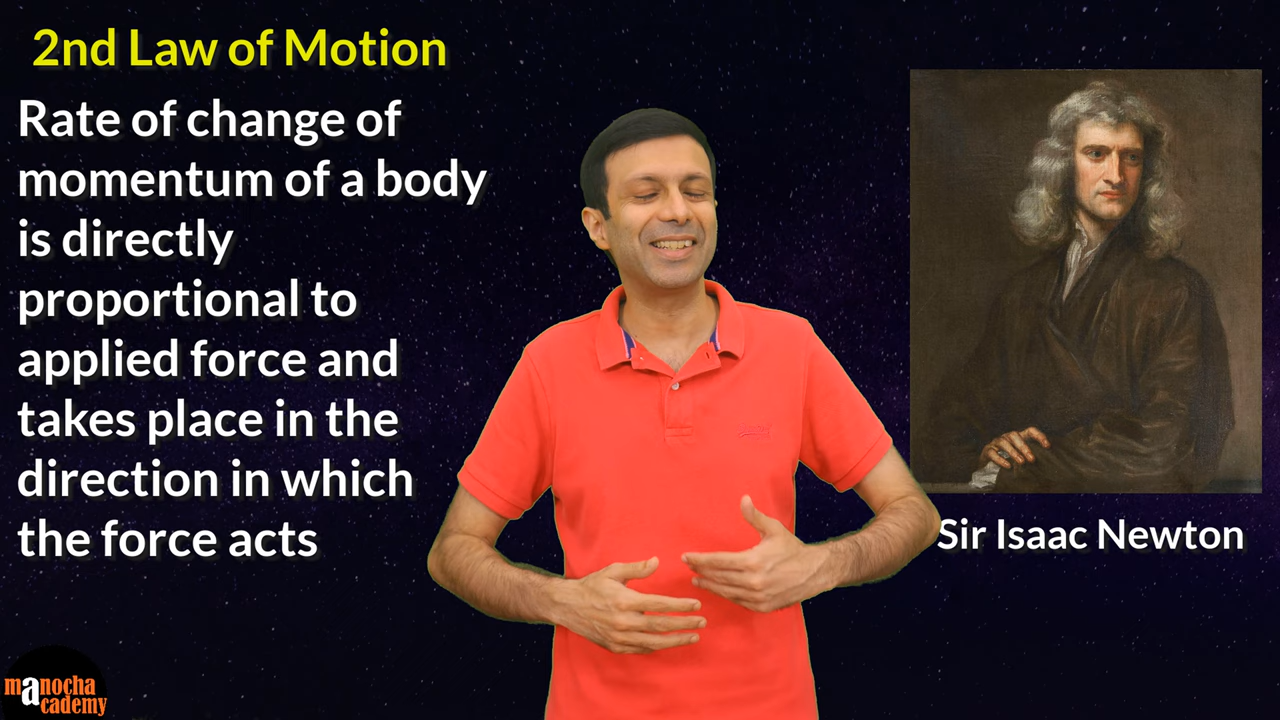 2nd Law of Motion
Rate of change of
momentum of a body
is directly
proportional to
applied force and
takes place in the
direction in which
the force acts
Sir Isaac Newton
manocha
academy